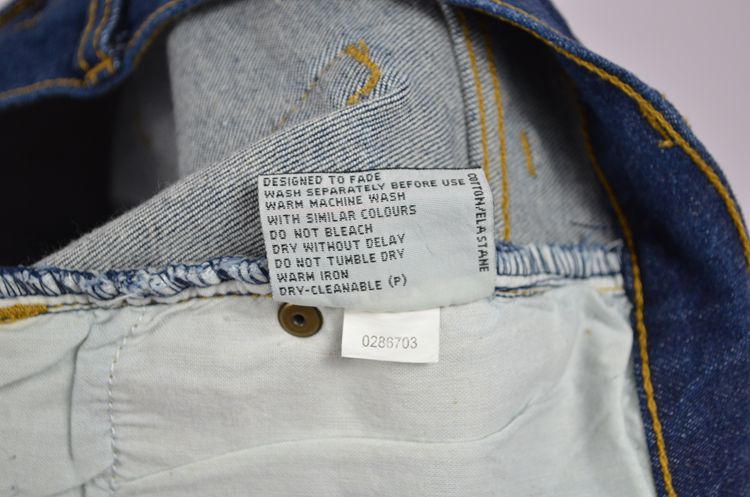 DESIGNED TO FADE
WASH SEPARATELY BEFORE USE
WARM MACHINE WASH
WITH SIMILAR COLOURS
DO NOT BLEACH
DRY WITHOUT DELAY
DO NOT TUMBLE DRY
WARM IRON
DRY-CLEANABLE (P)
COTTON/ELASTANE
0286703